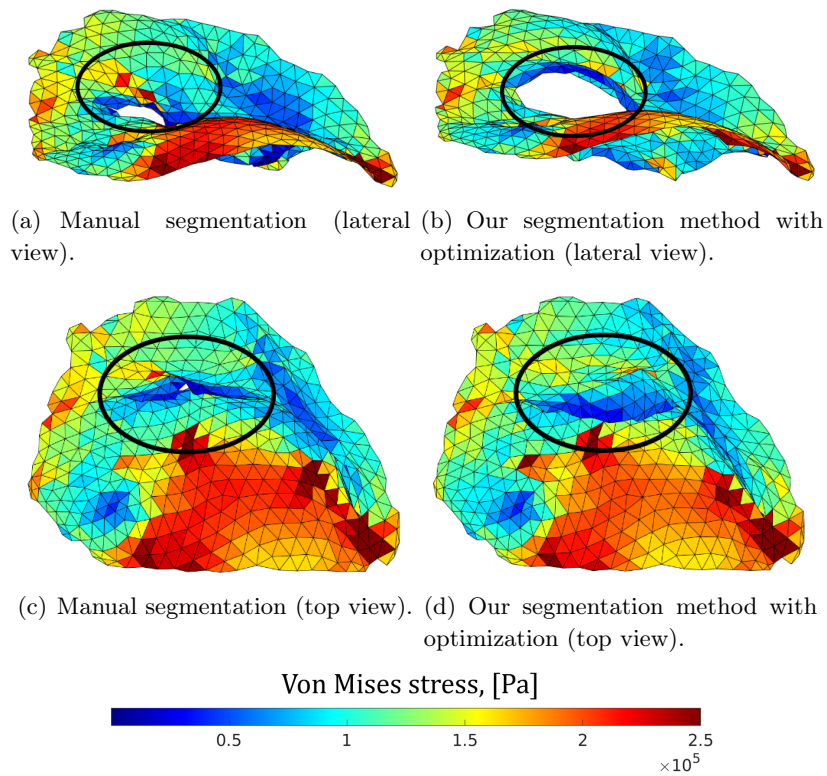 (a) Manual segmentation (lateral view).
(b) Our segmentation method with optimization (lateral view).
(c) Manual segmentation (top view).
(d) Our segmentation method with optimization (top view).
Von Mises stress, [Pa]
0.5 1 1.5 2 2.5
×10⁵